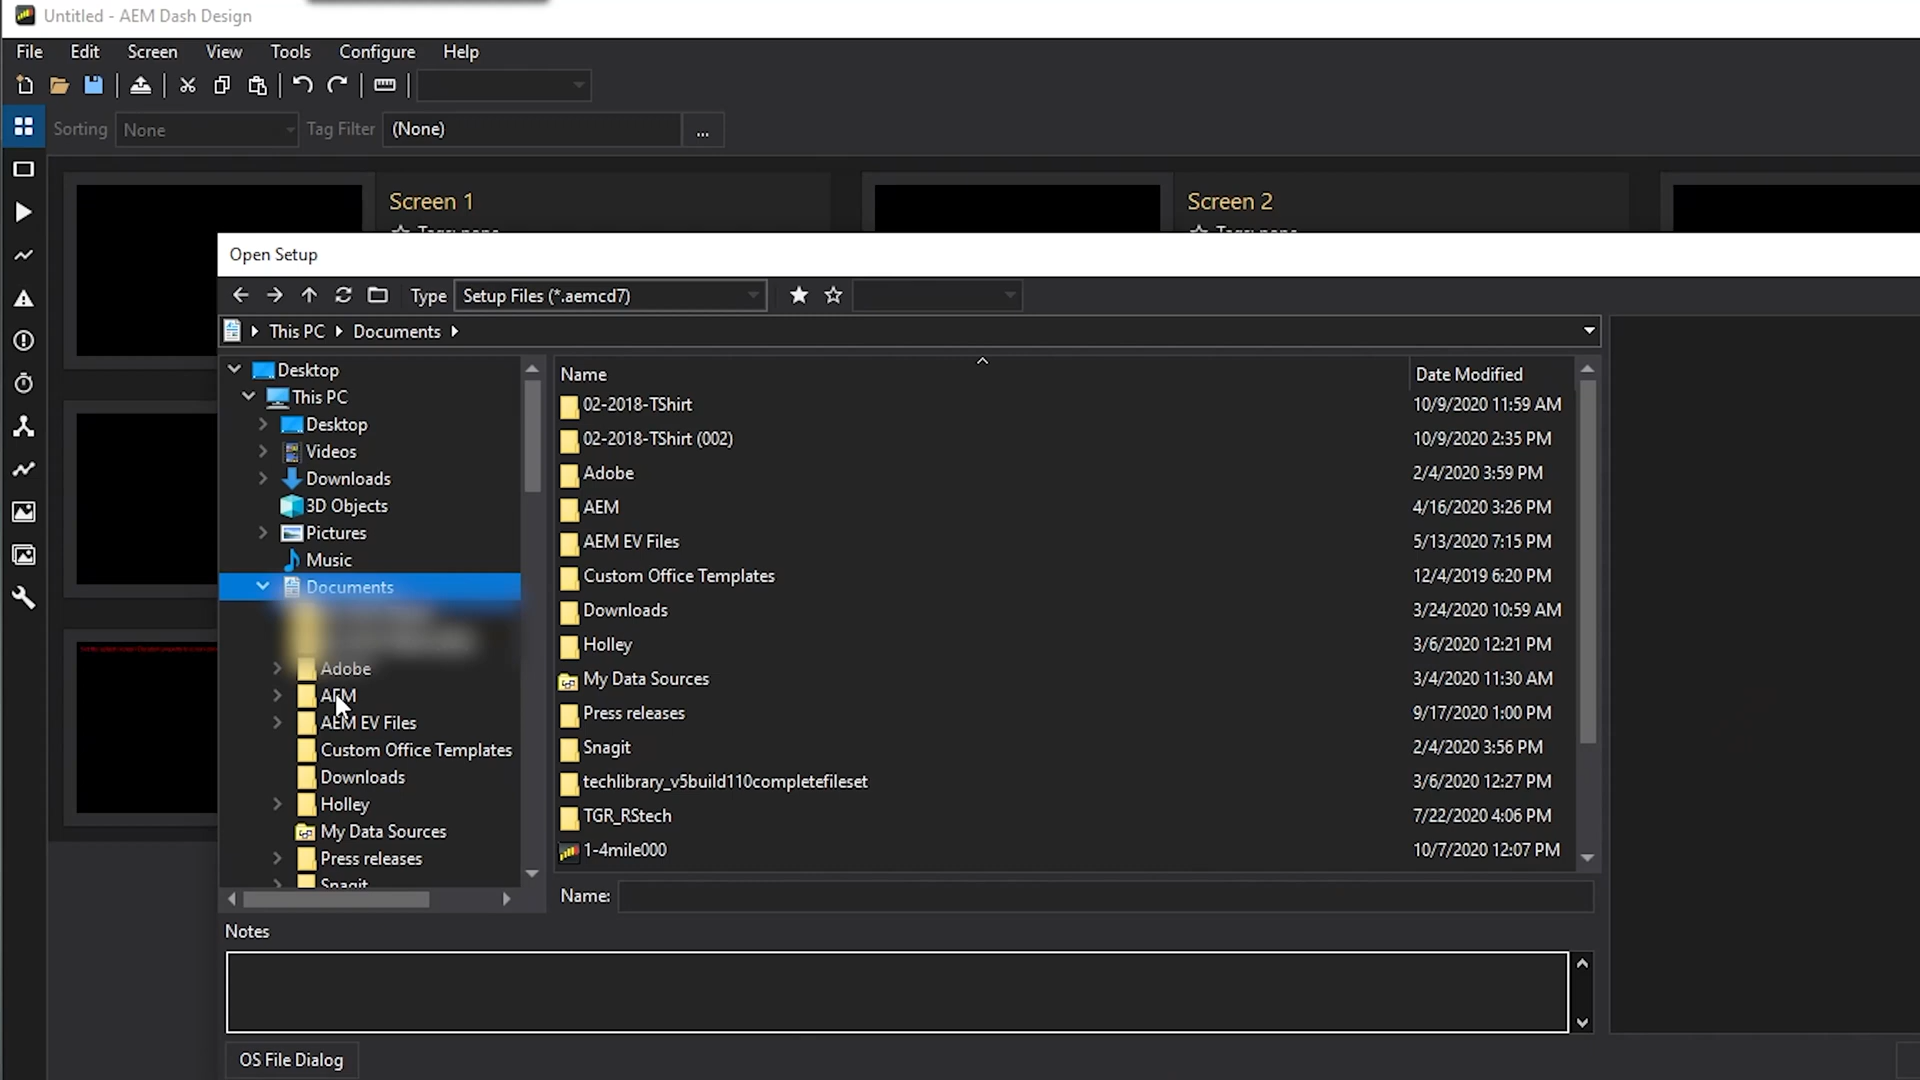 Untitled - AEM Dash Design
File Edit Screen View Tools Configure Help
Sorting None Tag Filter (None) ...
Screen 1
Screen 2
Tags: none
Tags: none
Open Setup
Type Setup Files (*.aemcd7)
This PC Documents
Desktop
This PC
Desktop
Videos
Downloads
3D Objects
Pictures
Music
Documents
Adobe
AEM
AEM EV Files
Custom Office Templates
Downloads
Holley
My Data Sources
Press releases
Snagit
Name Date Modified
02-2018-TShirt 10/9/2020 11:59 AM
02-2018-TShirt (002) 10/9/2020 2:35 PM
Adobe 2/4/2020 3:59 PM
AEM 4/16/2020 3:26 PM
AEM EV Files 5/13/2020 7:15 PM
Custom Office Templates 12/4/2019 6:20 PM
Downloads 3/24/2020 10:59 AM
Holley 3/6/2020 12:21 PM
My Data Sources 3/4/2020 11:30 AM
Press releases 9/17/2020 1:00 PM
Snagit 2/4/2020 3:56 PM
techlibrary_v5build110completefileset 3/6/2020 12:27 PM
TGR_RStech 7/22/2020 4:06 PM
1-4mile000 10/7/2020 12:07 PM
Name:
Notes
OS File Dialog